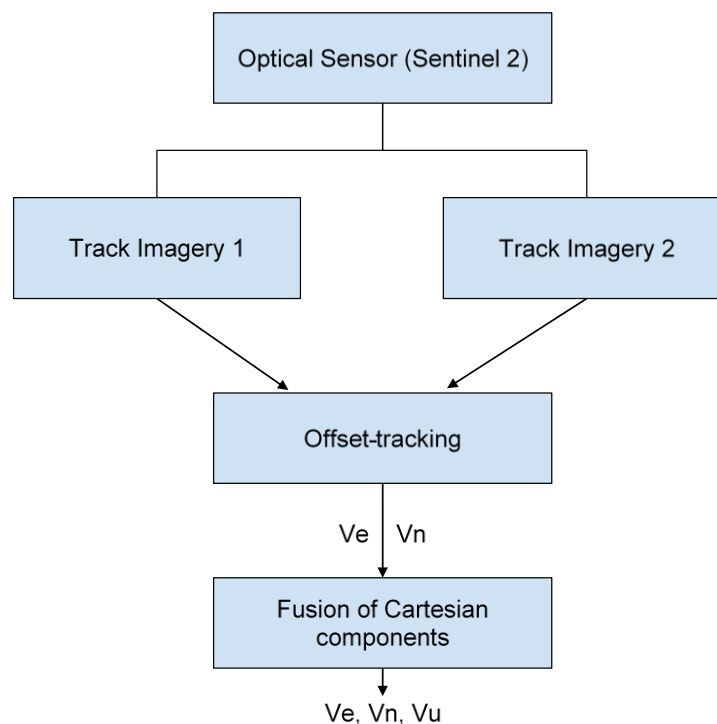 Optical Sensor (Sentinel 2)
Track Imagery 1
Track Imagery 2
Offset-tracking
Ve Vn
Fusion of Cartesian
components
Ve, Vn, Vu